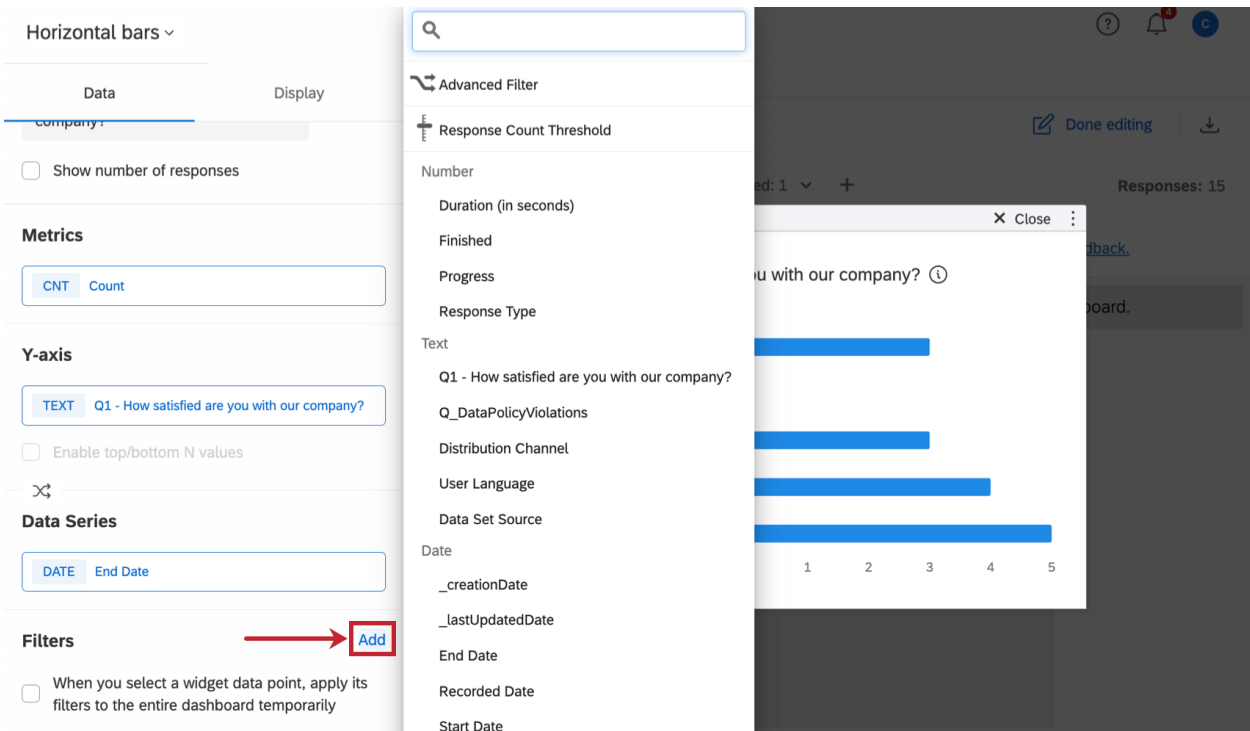 Horizontal bars
Data
Display
company?
Show number of responses
Metrics
CNT Count
Y-axis
TEXT Q1 - How satisfied are you with our company?
Enable top/bottom N values
Data Series
DATE End Date
Filters
Add
When you select a widget data point, apply its
filters to the entire dashboard temporarily
Advanced Filter
Response Count Threshold
Number
Duration (in seconds)
Finished
Progress
Response Type
Text
Q1 - How satisfied are you with our company?
Q_DataPolicyViolations
Distribution Channel
User Language
Data Set Source
Date
_creationDate
_lastUpdatedDate
End Date
Recorded Date
Start Date
?
4
C
Done editing
ed: 1
+
Responses: 15
Close
dback.
u with our company?
board.
1 2 3 4 5